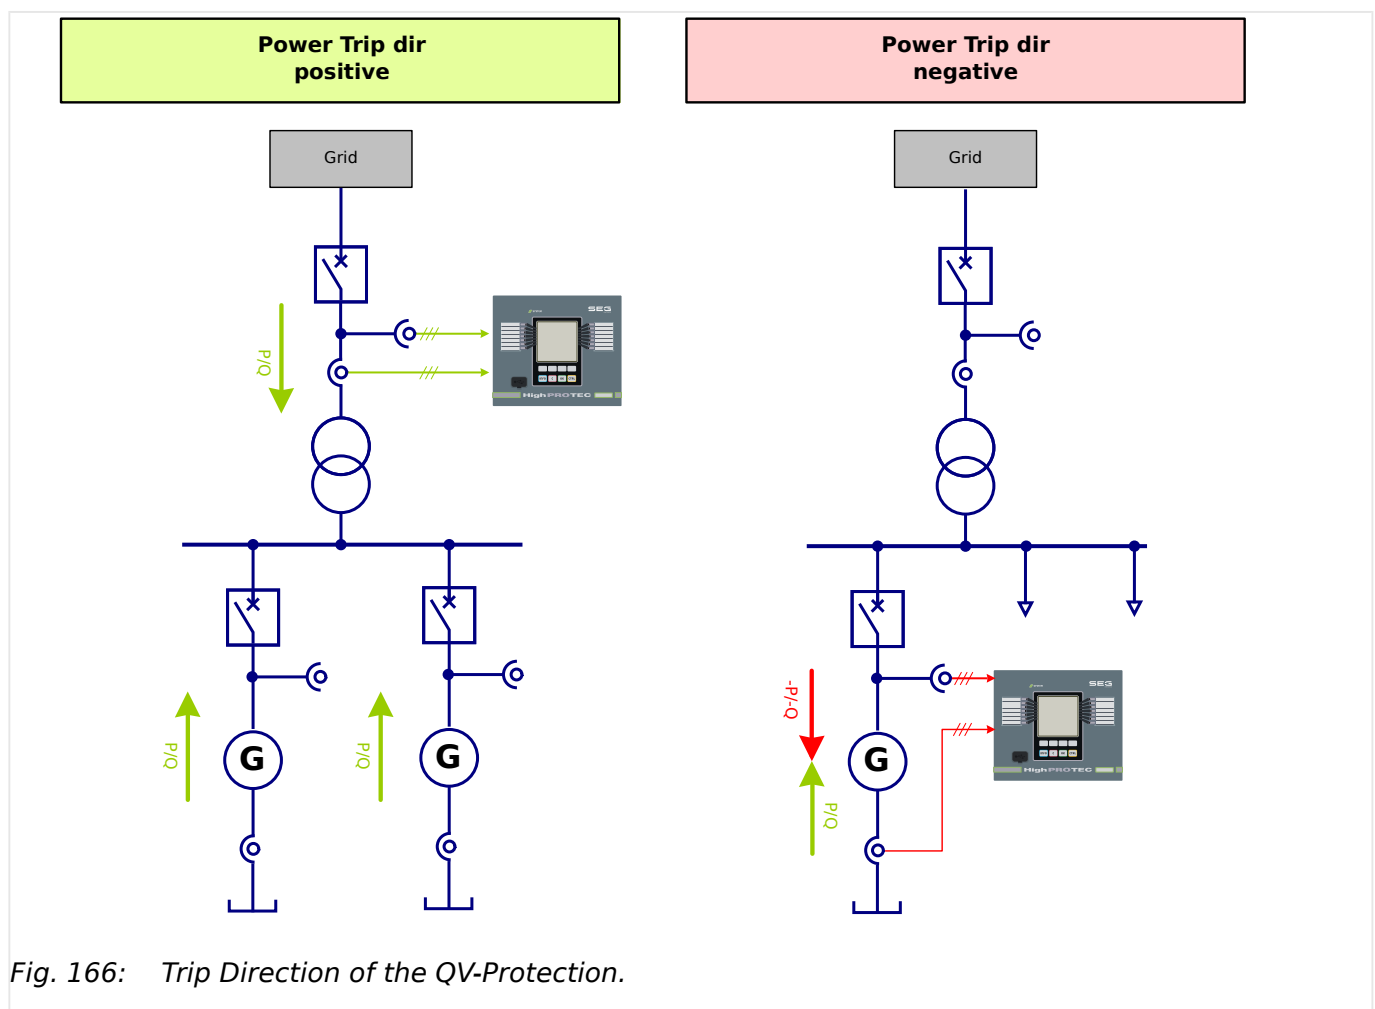 Power Trip dir
positive
Power Trip dir
negative
Grid
Grid
P/Q
SEG
HighPROTEC
P/Q
P/Q
G
G
-P/-Q
P/Q
G
SEG
HighPROTEC
Fig. 166: Trip Direction of the QV-Protection.